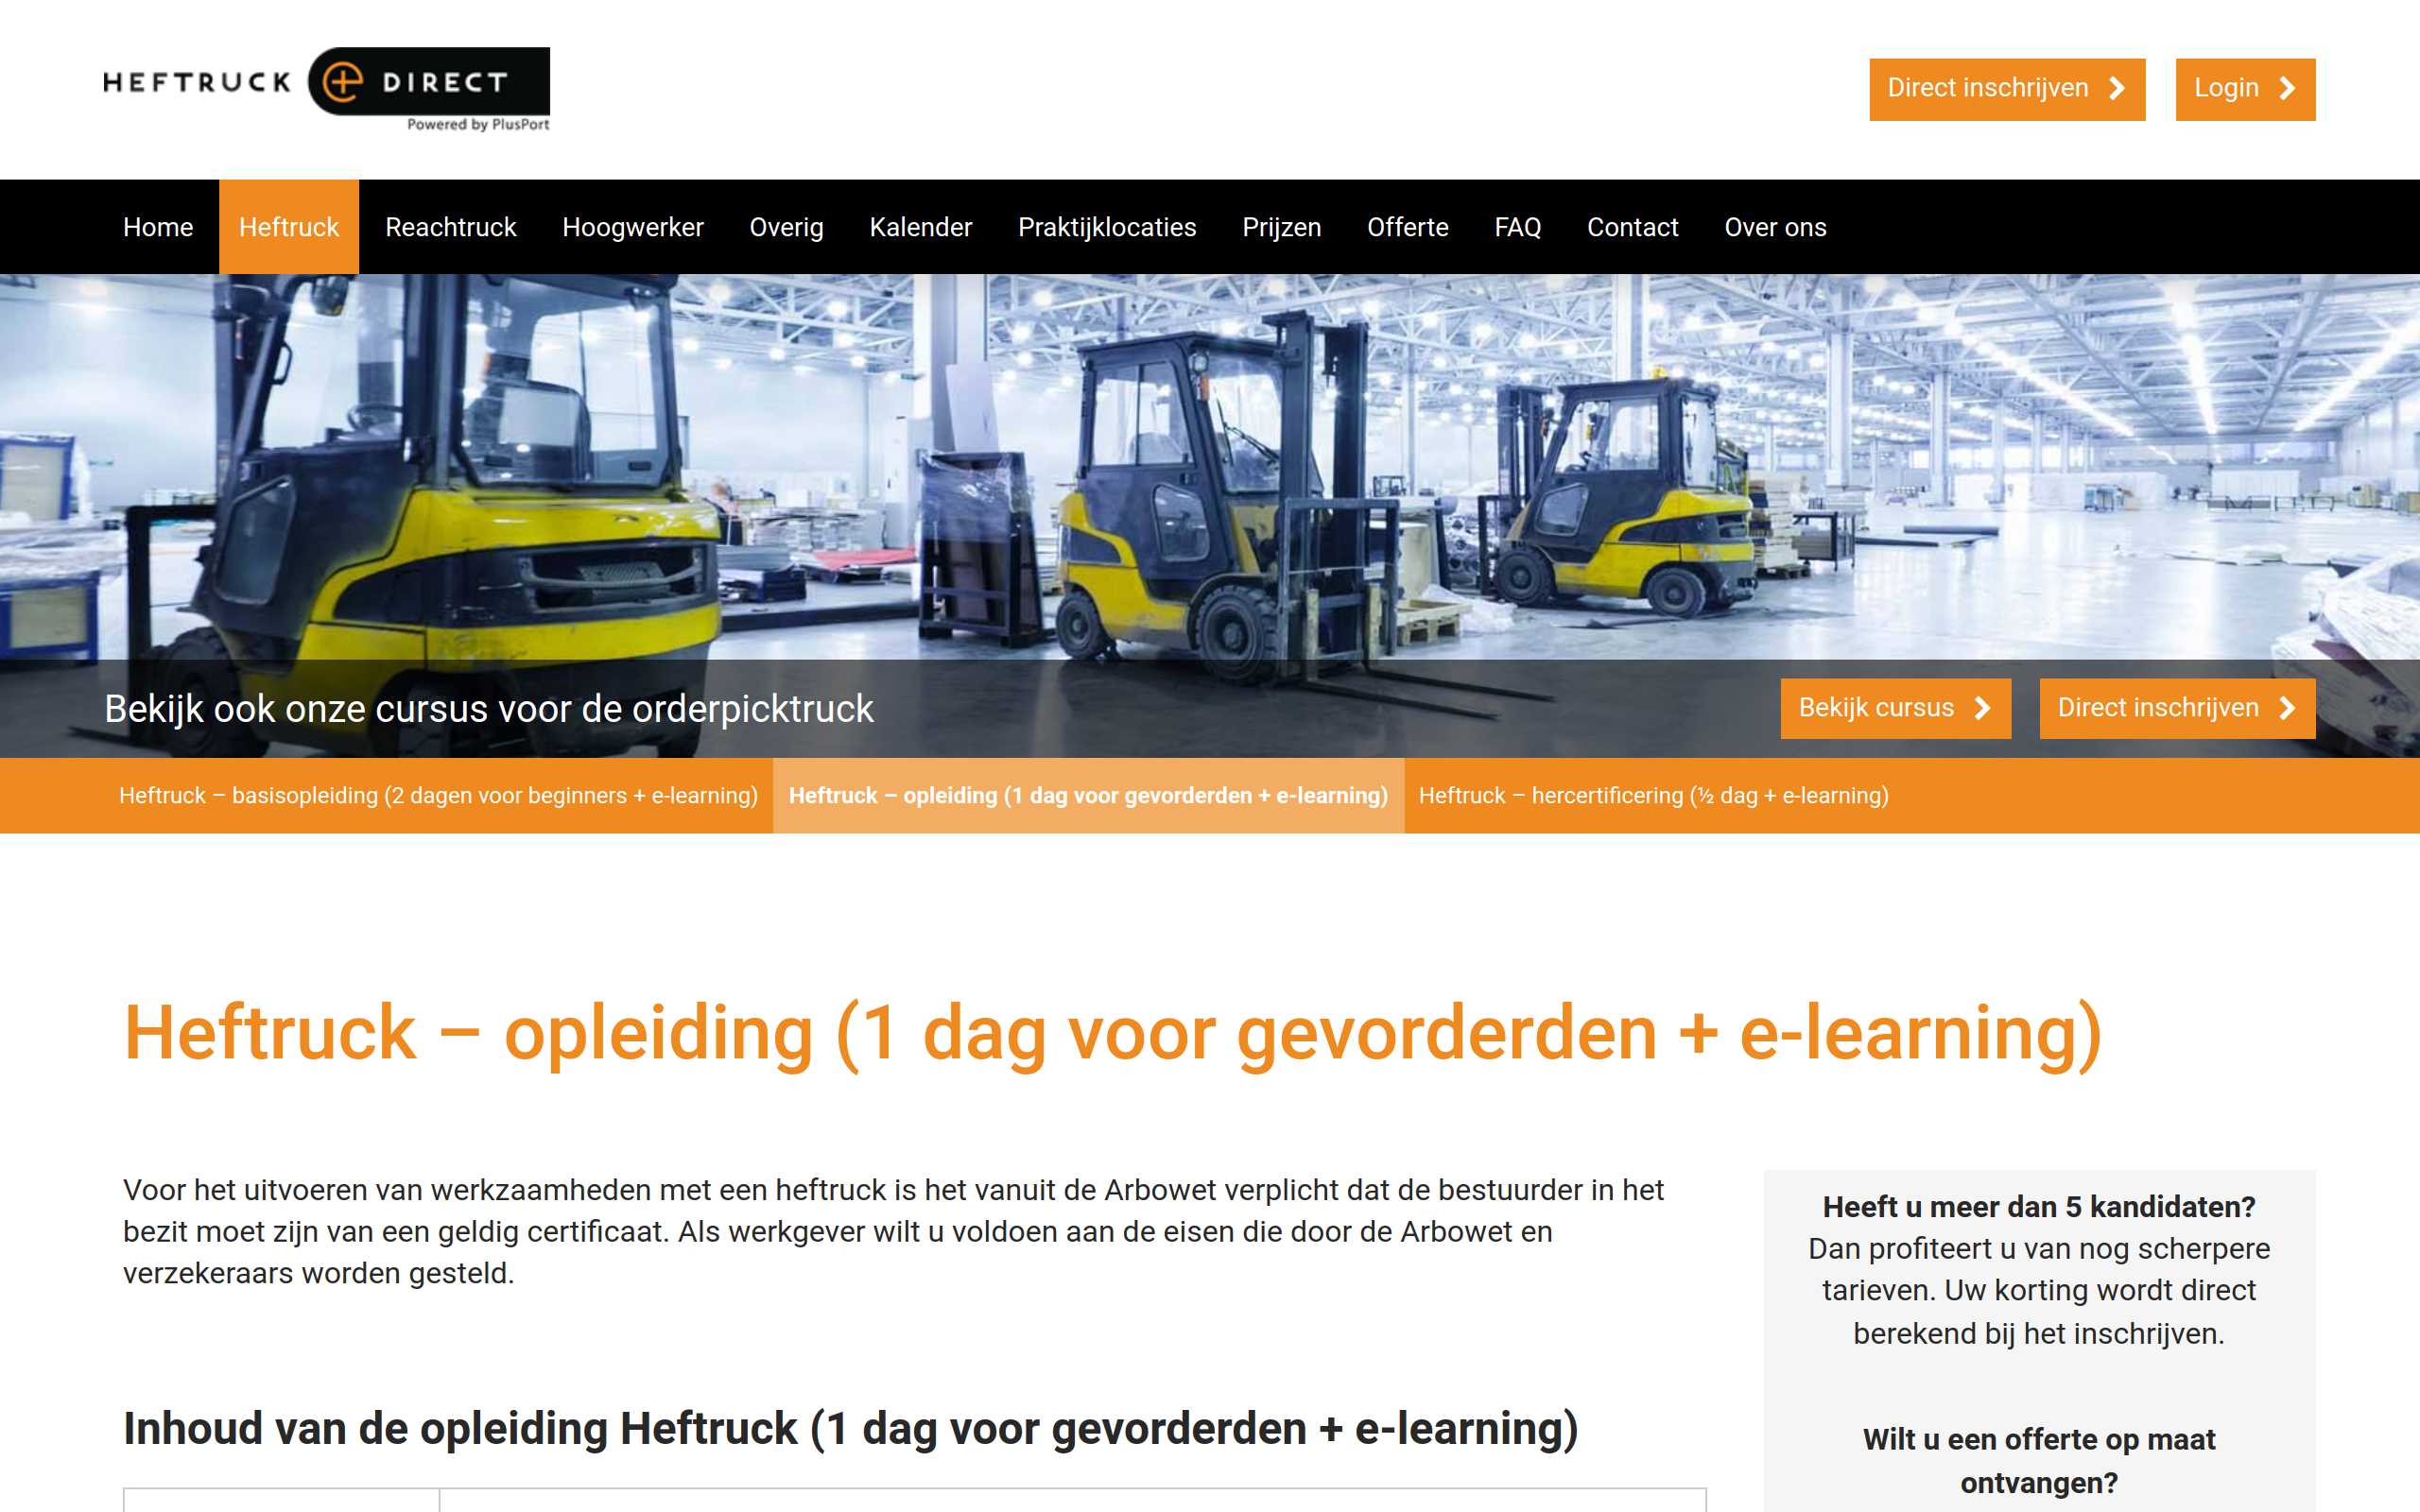 HEFTRUCK DIRECT
Powered by PlusPort
Direct inschrijven
Login
Home
Heftruck
Reachtruck
Hoogwerker
Overig
Kalender
Praktijklocaties
Prijzen
Offerte
FAQ
Contact
Over ons
Bekijk ook onze cursus voor de orderpicktruck
Bekijk cursus
Direct inschrijven
Heftruck – basisopleiding (2 dagen voor beginners + e-learning)
Heftruck – opleiding (1 dag voor gevorderden + e-learning)
Heftruck – hercertificering (½ dag + e-learning)
Heftruck – opleiding (1 dag voor gevorderden + e-learning)
Voor het uitvoeren van werkzaamheden met een heftruck is het vanuit de Arbowet verplicht dat de bestuurder in het
bezit moet zijn van een geldig certificaat. Als werkgever wilt u voldoen aan de eisen die door de Arbowet en
verzekeraars worden gesteld.
Inhoud van de opleiding Heftruck (1 dag voor gevorderden + e-learning)
Heeft u meer dan 5 kandidaten?
Dan profiteert u van nog scherpere
tarieven. Uw korting wordt direct
berekend bij het inschrijven.
Wilt u een offerte op maat
ontvangen?